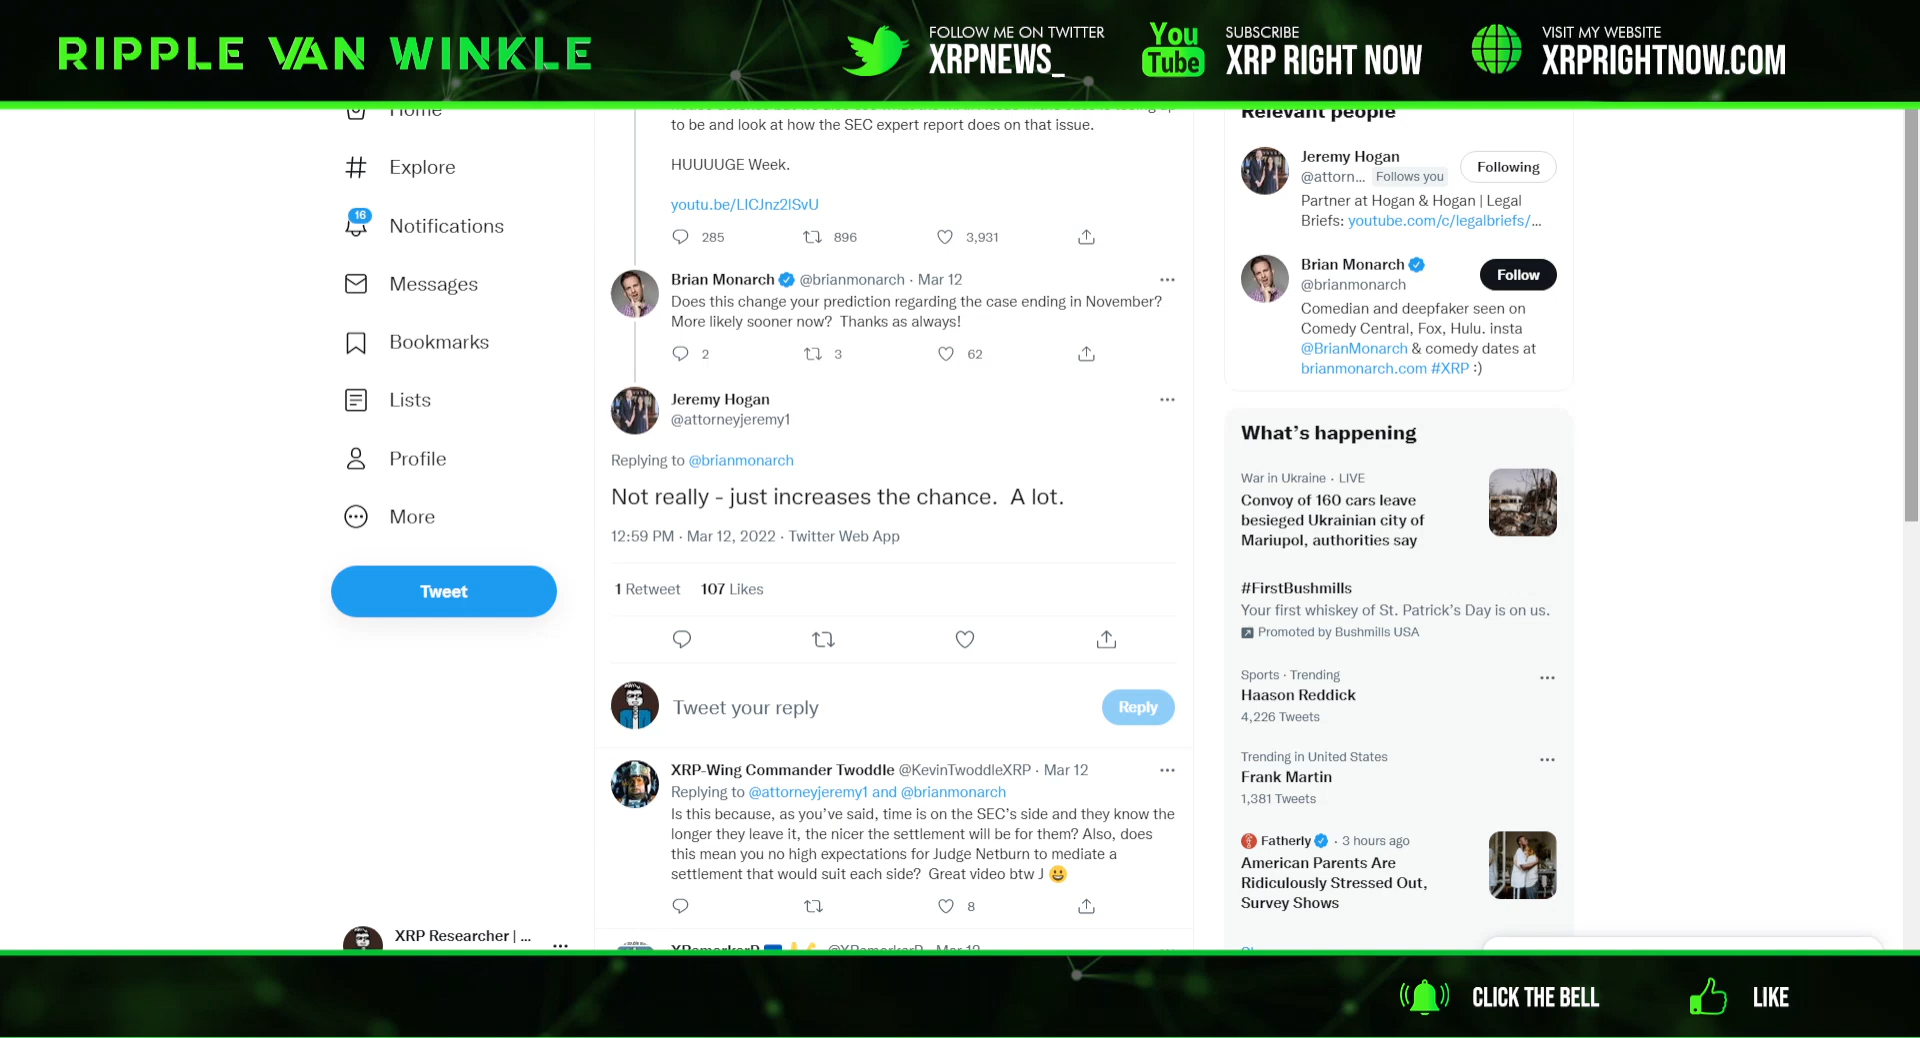 RIPPLE VAN WINKLE
FOLLOW ME ON TWITTER
XRPNEWS_
You
Tube
SUBSCRIBE
XRP RIGHT NOW
VISIT MY WEBSITE
XRPRIGHTNOW.COM
Home
Explore
16
Notifications
Messages
Bookmarks
Lists
Profile
More
Tweet
XRP Researcher | ...
to be and look at how the SEC expert report does on that issue.
HUUUUGE Week.
youtu.be/LICJnz2lSvU
285 896 3,931
Brian Monarch @brianmonarch · Mar 12
Does this change your prediction regarding the case ending in November?
More likely sooner now? Thanks as always!
2 3 62
Jeremy Hogan
@attorneyjeremy1
Replying to @brianmonarch
Not really - just increases the chance. A lot.
12:59 PM · Mar 12, 2022 · Twitter Web App
1 Retweet 107 Likes
Tweet your reply
Reply
XRP-Wing Commander Twoddle @KevinTwoddleXRP · Mar 12
Replying to @attorneyjeremy1 and @brianmonarch
Is this because, as you've said, time is on the SEC's side and they know the
longer they leave it, the nicer the settlement will be for them? Also, does
this mean you no high expectations for Judge Netburn to mediate a
settlement that would suit each side? Great video btw J 😀
8
Relevant people
Jeremy Hogan
@attorn... Follows you
Following
Partner at Hogan & Hogan | Legal
Briefs: youtube.com/c/legalbriefs/...
Brian Monarch
@brianmonarch
Follow
Comedian and deepfaker seen on
Comedy Central, Fox, Hulu. insta
@BrianMonarch & comedy dates at
brianmonarch.com #XRP :)
What's happening
War in Ukraine · LIVE
Convoy of 160 cars leave
besieged Ukrainian city of
Mariupol, authorities say
#FirstBushmills
Your first whiskey of St. Patrick's Day is on us.
Promoted by Bushmills USA
Sports · Trending
Haason Reddick
4,226 Tweets
Trending in United States
Frank Martin
1,381 Tweets
Fatherly · 3 hours ago
American Parents Are
Ridiculously Stressed Out,
Survey Shows
CLICK THE BELL
LIKE